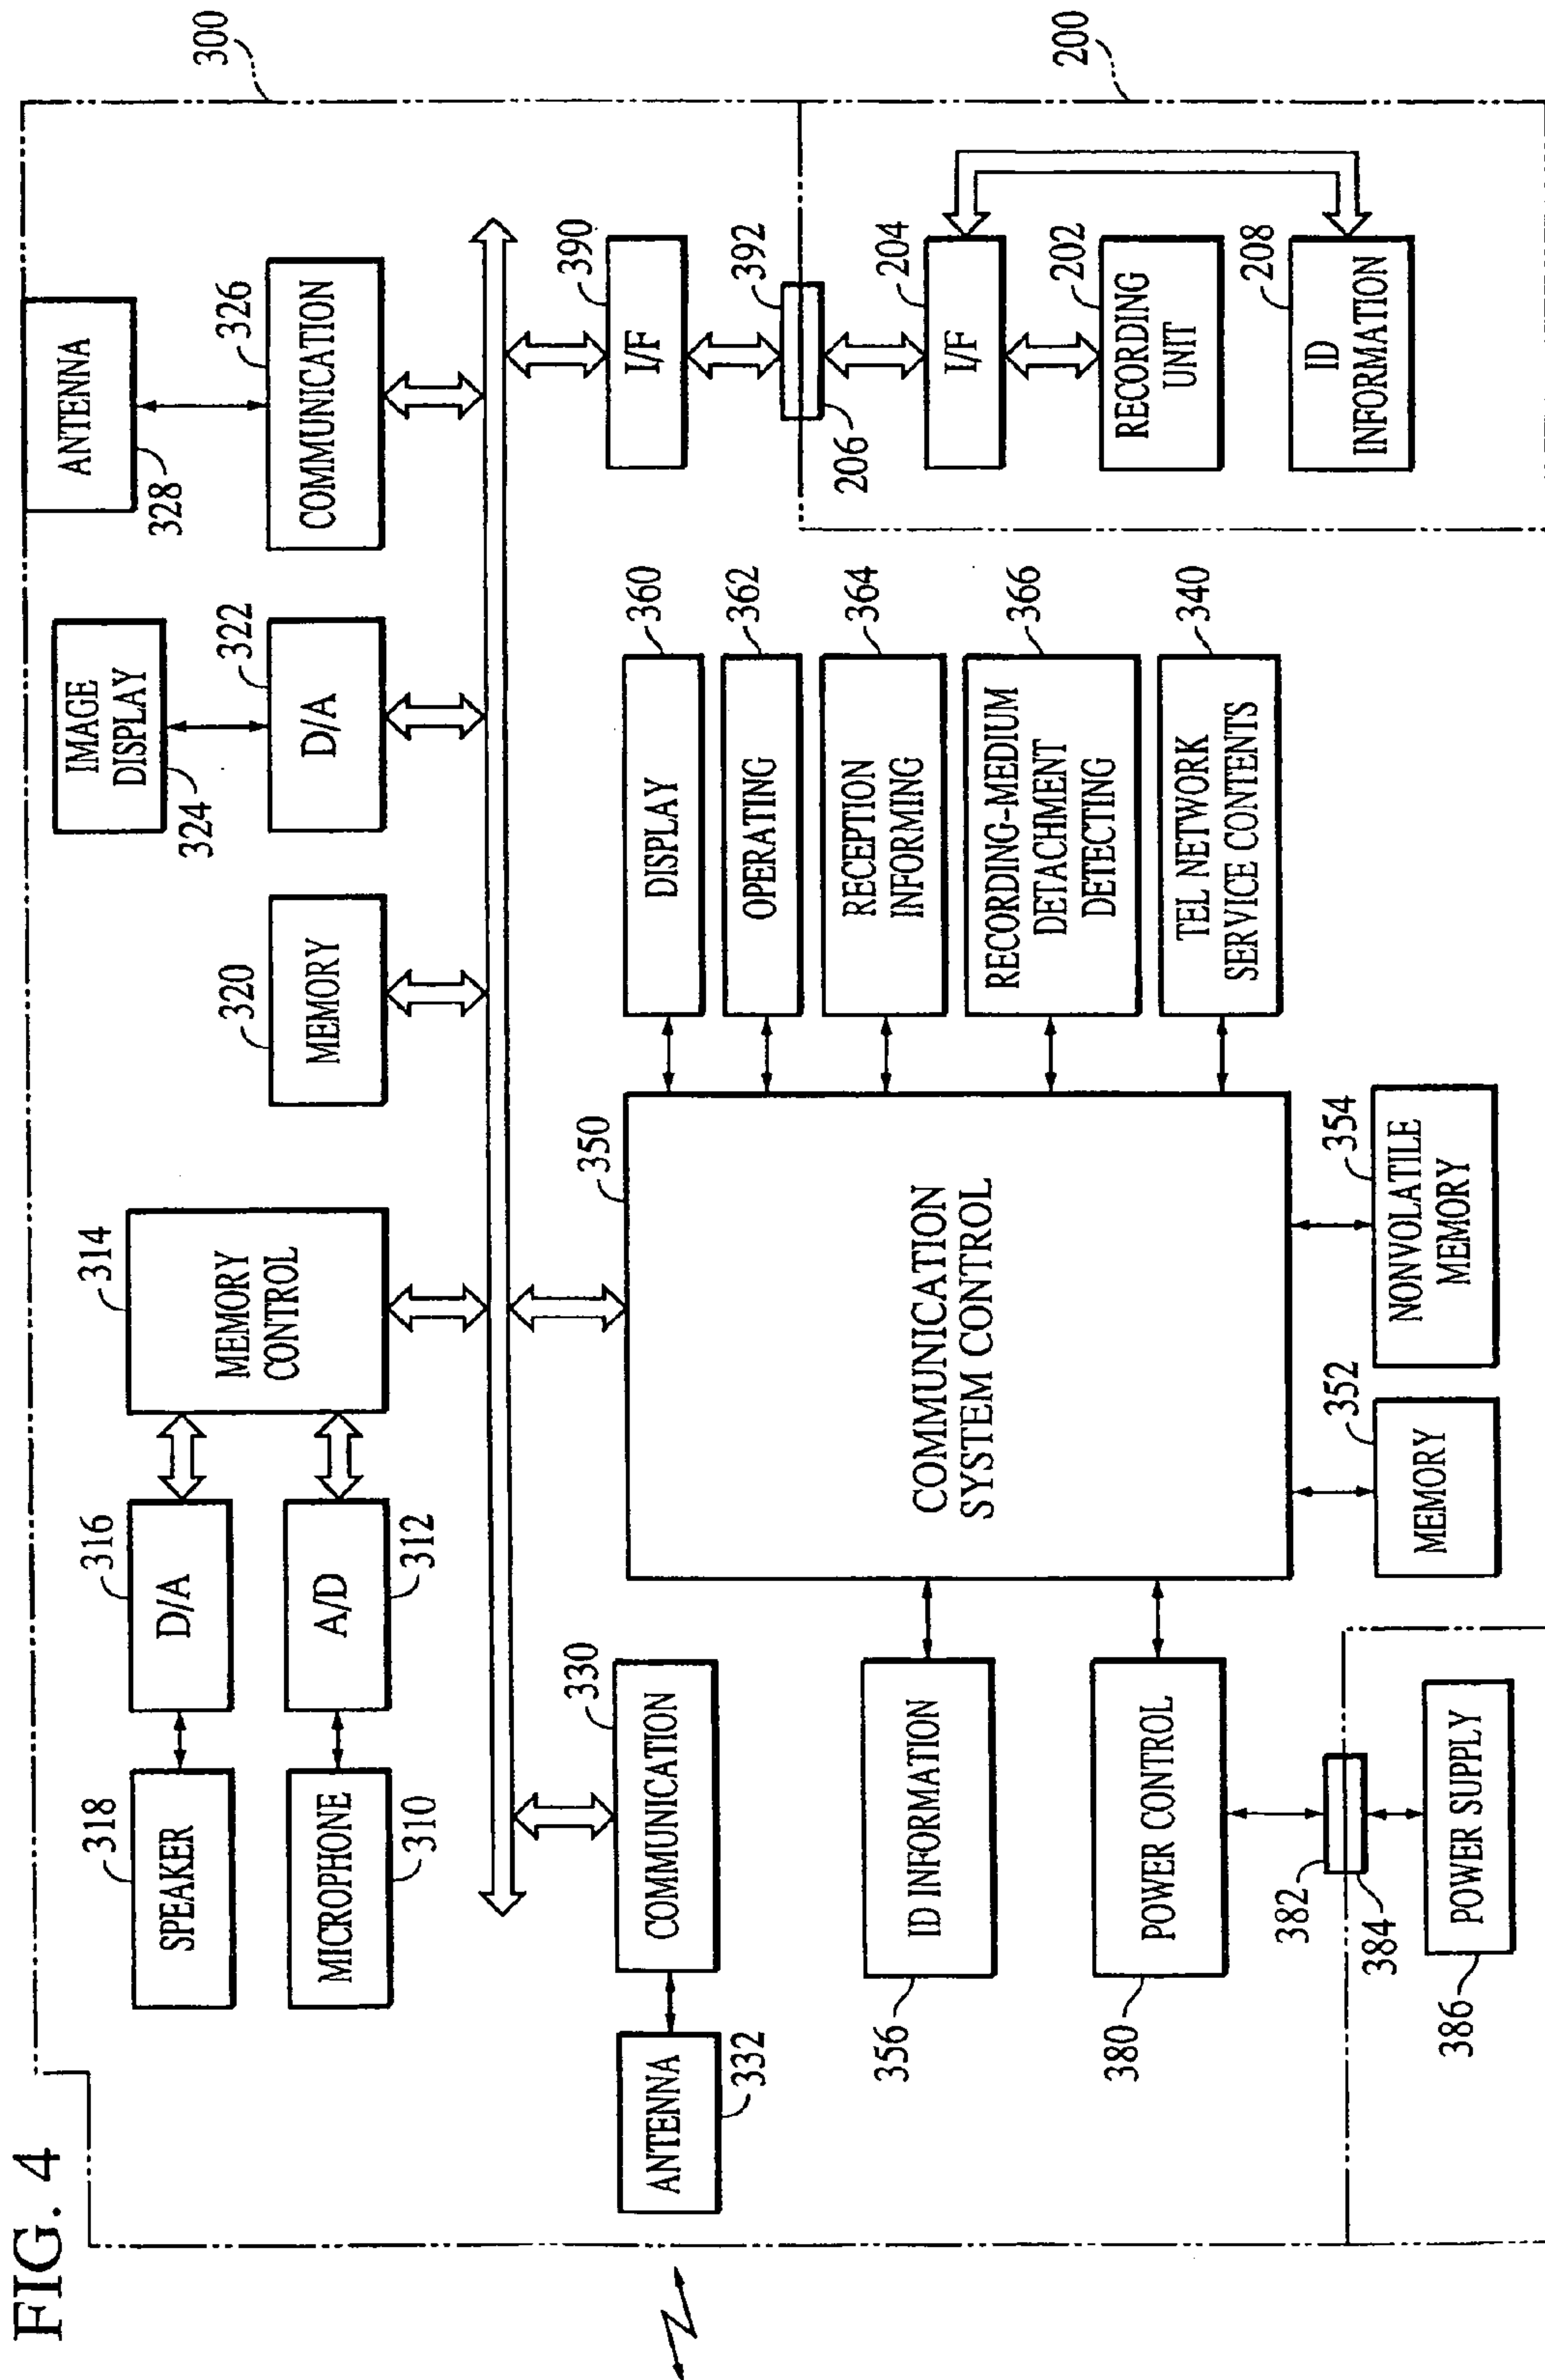 FIG. 4
300
318
SPEAKER
316
D/A
314
MEMORY
CONTROL
320
MEMORY
IMAGE
DISPLAY
324
322
D/A
ANTENNA
328
326
COMMUNICATION
MICROPHONE
310
A/D
312
330
COMMUNICATION
ANTENNA
332
350
COMMUNICATION
SYSTEM CONTROL
DISPLAY
360
OPERATING
362
RECEPTION
INFORMING
364
RECORDING-MEDIUM
DETACHMENT
DETECTING
366
TEL NETWORK
SERVICE CONTENTS
340
I/F
390
392
206
200
I/F
204
RECORDING
UNIT
202
ID
INFORMATION
208
ID INFORMATION
356
POWER CONTROL
380
382
384
POWER SUPPLY
386
352
MEMORY
354
NONVOLATILE
MEMORY